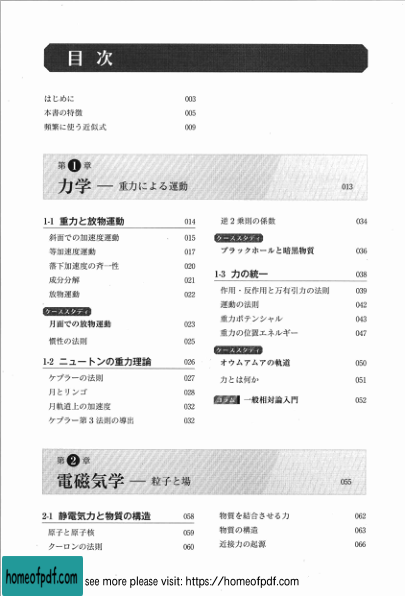 目次
はじめに 003
本書の特徴 005
頻繁に使う近似式 009
第1章
力学 — 重力による運動 013
1-1 重力と放物運動 014
斜面での加速度運動 015
等加速度運動 017
落下加速度の斉一性 020
成分分解 021
放物運動 022
ケーススタディ
月面での放物運動 023
慣性の法則 025
1-2 ニュートンの重力理論 026
ケプラーの法則 027
月とリンゴ 028
月軌道上の加速度 032
ケプラー第3法則の導出 032
逆2乗則の係数 034
ケーススタディ
ブラックホールと暗黒物質 036
1-3 力の統一 038
作用・反作用と万有引力の法則 039
運動の法則 042
重力ポテンシャル 043
重力の位置エネルギー 047
ケーススタディ
オウムアムアの軌道 050
力とは何か 051
コラム 一般相対論入門 052
第2章
電磁気学 — 粒子と場 055
2-1 静電気力と物質の構造 058
原子と原子核 059
クーロンの法則 060
物質を結合させる力 062
物質の構造 063
近接力の起源 066
homeofpdf.com
see more please visit: https://homeofpdf.com